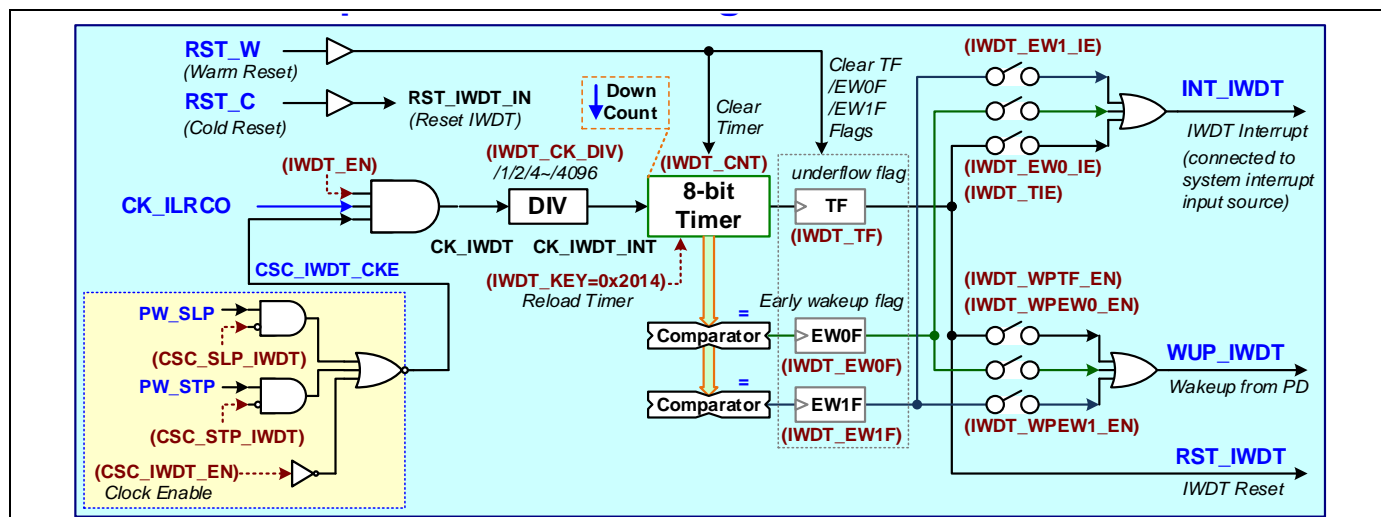 RST_W
(Warm Reset)
RST_C
(Cold Reset)
RST_IWDT_IN
(Reset IWDT)
Down
Count
Clear
Timer
Clear TF
/EW0F
/EW1F
Flags
(IWDT_EW1_IE)
INT_IWDT
IWDT Interrupt
(connected to
system interrupt
input source)
(IWDT_EW0_IE)
(IWDT_TIE)
(IWDT_EN)
(IWDT_CK_DIV)
/1/2/4~/4096
(IWDT_CNT)
underflow flag
CK_ILRCO
DIV
8-bit
Timer
TF
(IWDT_TF)
CK_IWDT
CK_IWDT_INT
CSC_IWDT_CKE
(IWDT_KEY=0x2014)
Reload Timer
(IWDT_WPTF_EN)
(IWDT_WPEW0_EN)
Early wakeup flag
PW_SLP
(CSC_SLP_IWDT)
=
Comparator
EW0F
(IWDT_EW0F)
WUP_IWDT
Wakeup from PD
PW_STP
(CSC_STP_IWDT)
=
Comparator
EW1F
(IWDT_EW1F)
(IWDT_WPEW1_EN)
(CSC_IWDT_EN)
Clock Enable
RST_IWDT
IWDT Reset